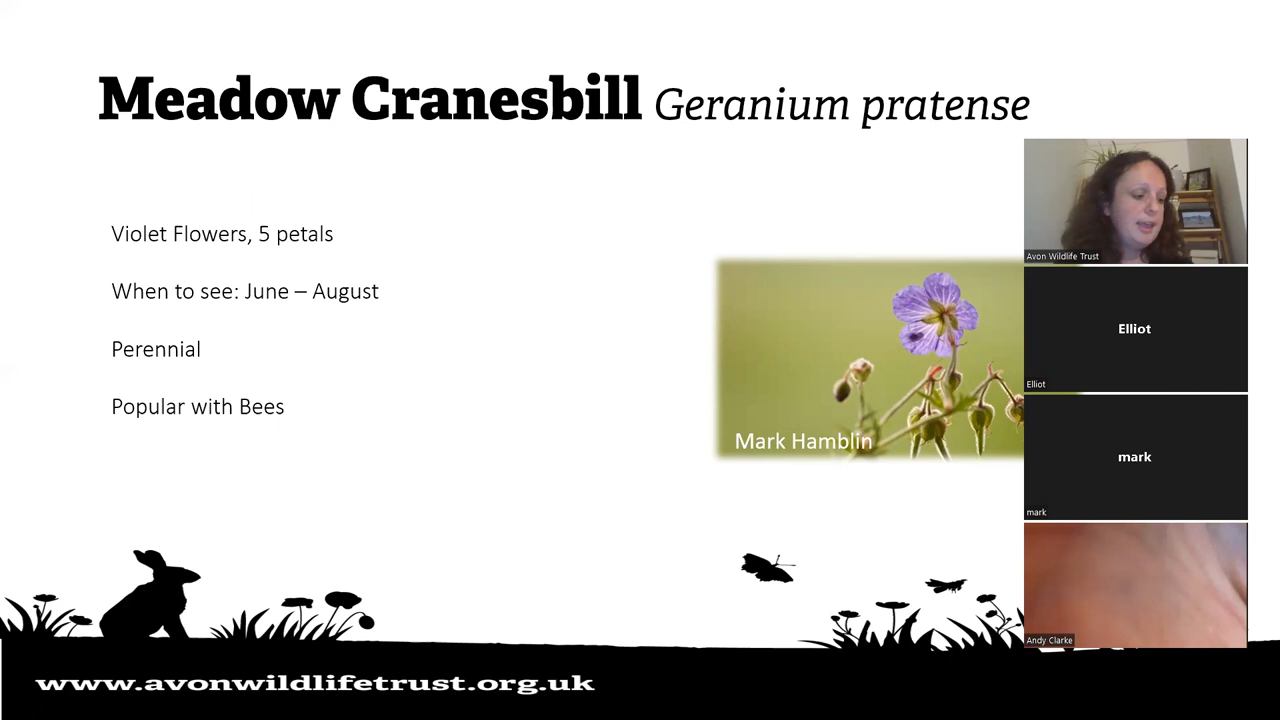 Meadow Cranesbill Geranium pratense
Violet Flowers, 5 petals
When to see: June – August
Perennial
Popular with Bees
Mark Hamblin
Avon Wildlife Trust
Elliot
Elliot
mark
mark
Andy Clarke
www.avonwildlifetrust.org.uk